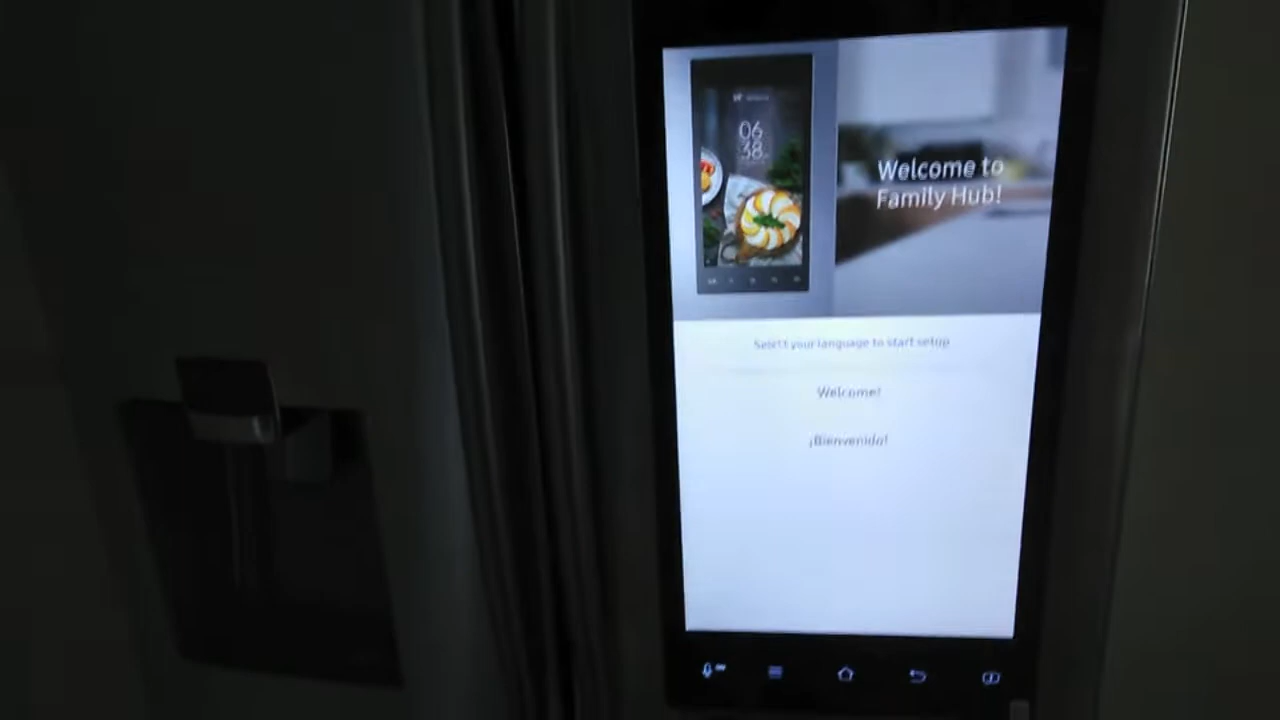 06
38
Welcome to
Family Hub!
Select your language to start setup
Welcome!
¡Bienvenido!